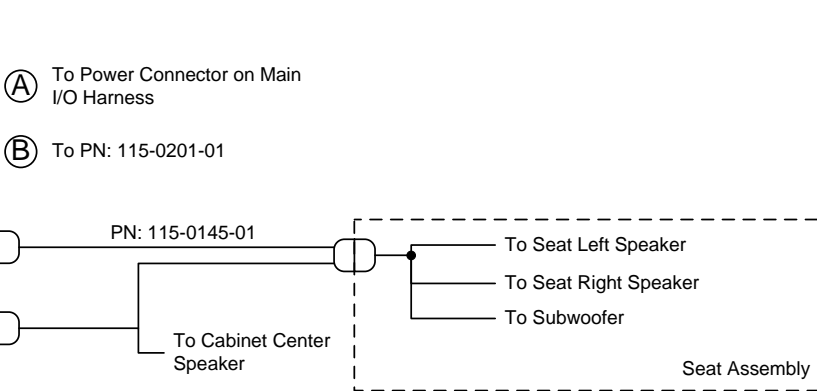 A
To Power Connector on Main
I/O Harness
B
To PN: 115-0201-01
PN: 115-0145-01
To Seat Left Speaker
To Seat Right Speaker
To Subwoofer
To Cabinet Center
Speaker
Seat Assembly